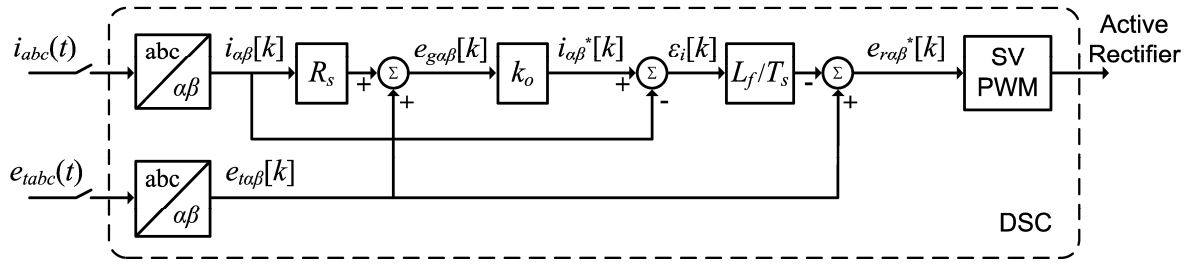 Active
Rectifier
i_abc(t)
abc
αβ
i_αβ[k]
R_s
+
Σ
+
e_gαβ[k]
k_o
i_αβ*[k]
+
Σ
-
ε_i[k]
L_f/T_s
-
Σ
+
e_rαβ*[k]
SV
PWM
e_tabc(t)
abc
αβ
e_tαβ[k]
DSC